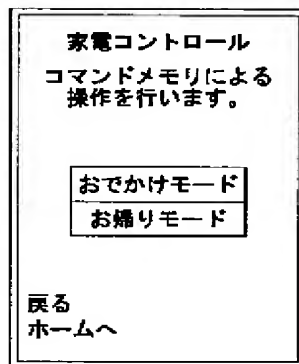 家電コントロール
コマンドメモリによる
操作を行います。
おでかけモード
お帰りモード
戻る
ホームへ